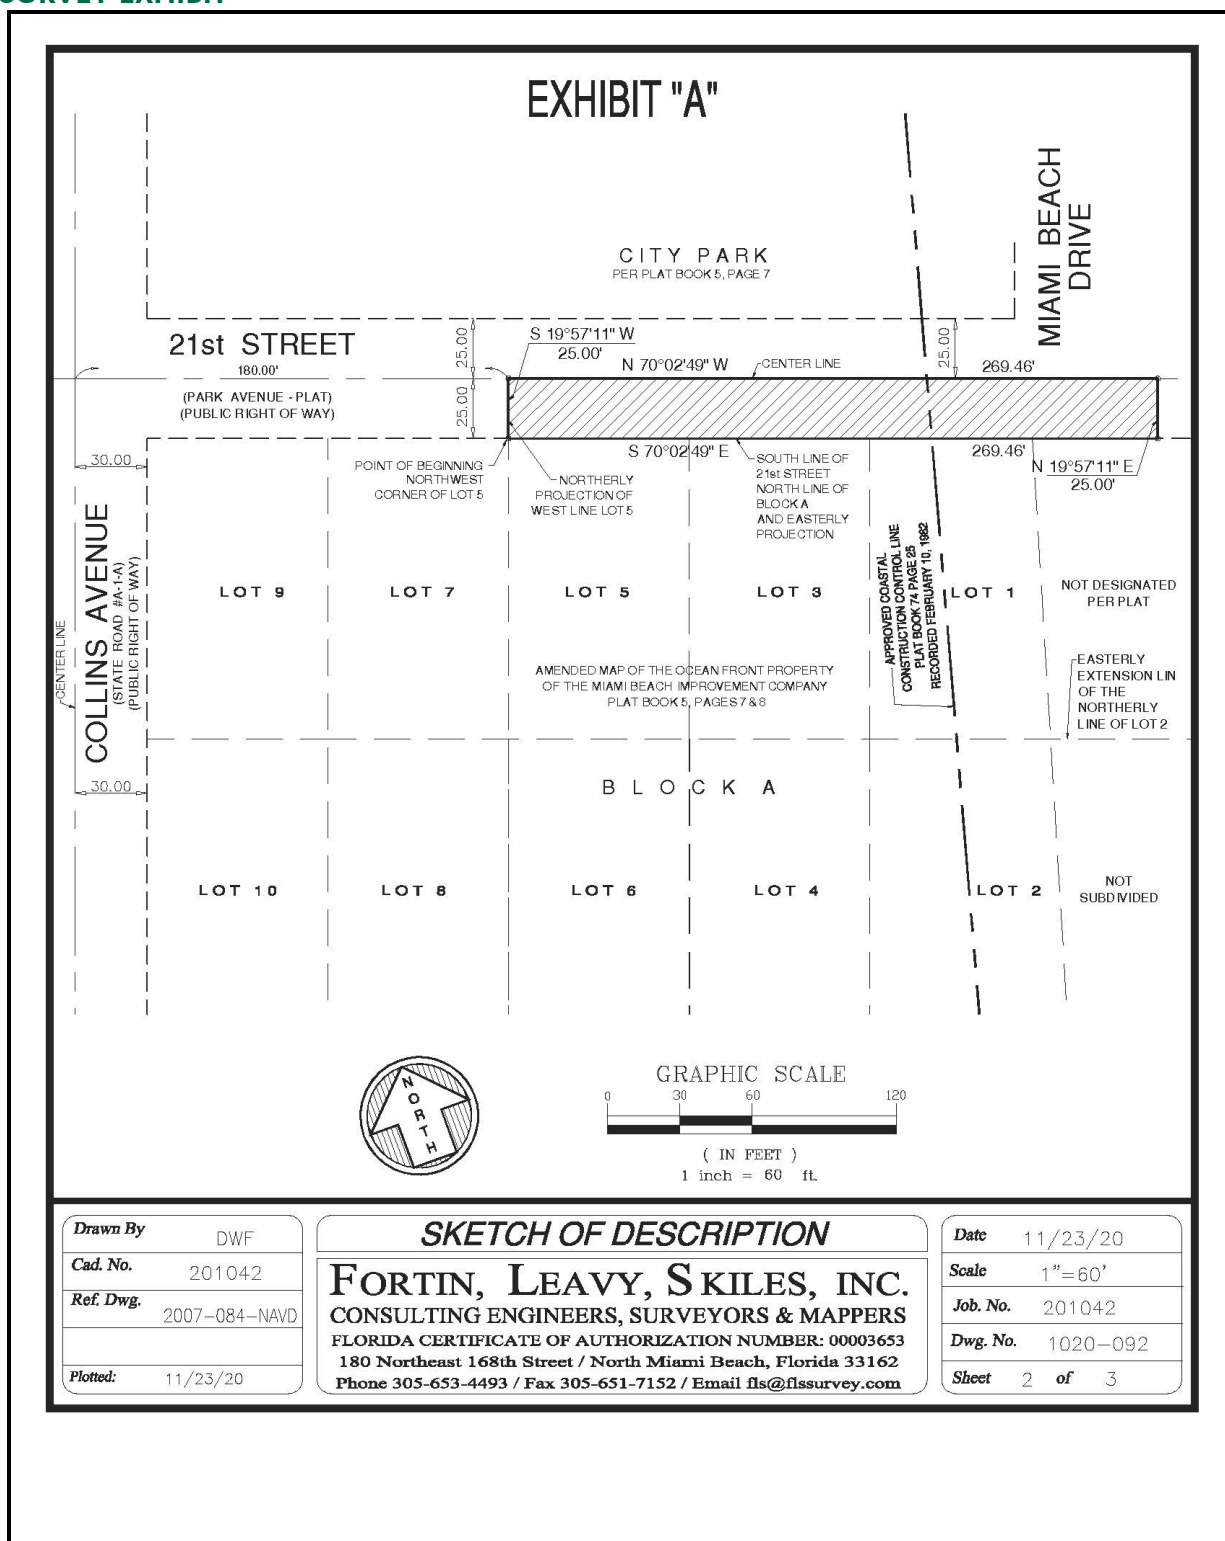 SURVEY EXHIBIT
EXHIBIT "A"
MIAMI BEACH
DRIVE
CITY PARK
PER PLAT BOOK 5, PAGE 7
21st STREET
180.00'
(PARK AVENUE - PLAT)
(PUBLIC RIGHT OF WAY)
25.00
25.00
S 19°57'11" W
25.00'
N 70°02'49" W
CENTER LINE
25.00
269.46'
30.00
POINT OF BEGINNING
NORTHWEST
CORNER OF LOT 5
NORTHERLY
PROJECTION OF
WEST LINE LOT 5
S 70°02'49" E
SOUTH LINE OF
21st STREET
NORTH LINE OF
BLOCK A
AND EASTERLY
PROJECTION
269.46'
N 19°57'11" E
25.00'
CENTER LINE
COLLINS AVENUE
(STATE ROAD #A-1-A)
(PUBLIC RIGHT OF WAY)
LOT 9
LOT 7
LOT 5
LOT 3
APPROVED COASTAL
CONSTRUCTION CONTROL LINE
PLAT BOOK 74 PAGE 25
RECORDED FEBRUARY 10, 1982
LOT 1
NOT DESIGNATED
PER PLAT
AMENDED MAP OF THE OCEAN FRONT PROPERTY
OF THE MIAMI BEACH IMPROVEMENT COMPANY
PLAT BOOK 5, PAGES 7 & 8
EASTERLY
EXTENSION LIN
OF THE
NORTHERLY
LINE OF LOT 2
30.00
BLOCK A
LOT 10
LOT 8
LOT 6
LOT 4
LOT 2
NOT
SUBDIVIDED
NORTH
GRAPHIC SCALE
0 30 60 120
( IN FEET )
1 inch = 60 ft.
Drawn By DWF
Cad. No. 201042
Ref. Dwg.
2007-084-NAVD
Plotted: 11/23/20
SKETCH OF DESCRIPTION
FORTIN, LEAVY, SKILES, INC.
CONSULTING ENGINEERS, SURVEYORS & MAPPERS
FLORIDA CERTIFICATE OF AUTHORIZATION NUMBER: 00003653
180 Northeast 168th Street / North Miami Beach, Florida 33162
Phone 305-653-4493 / Fax 305-651-7152 / Email fls@flssurvey.com
Date 11/23/20
Scale 1"=60'
Job. No. 201042
Dwg. No. 1020-092
Sheet 2 of 3